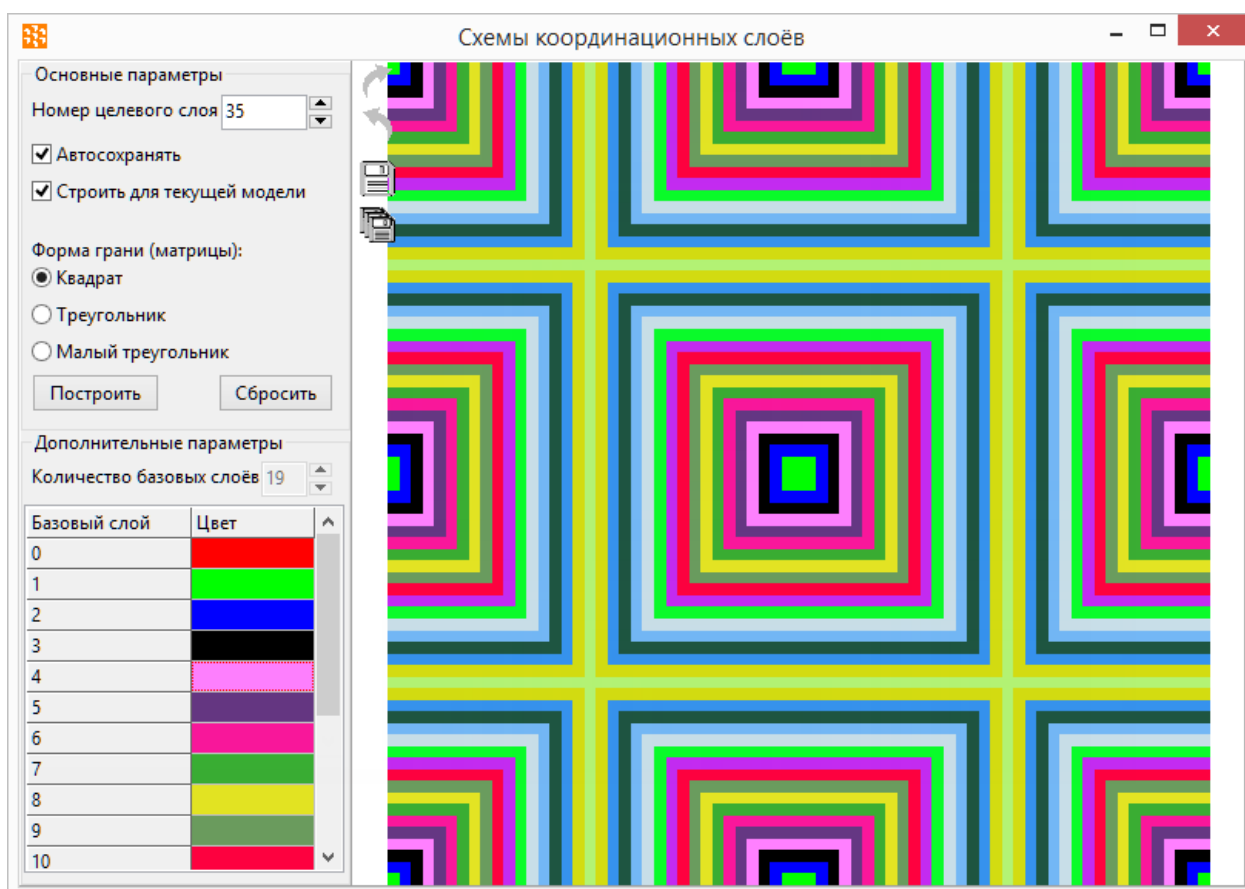 Схемы координационных слоёв
Основные параметры
Номер целевого слоя 35
Автосохранять
Строить для текущей модели
Форма грани (матрицы):
Квадрат
Треугольник
Малый треугольник
Построить Сбросить
Дополнительные параметры
Количество базовых слоёв 19
Базовый слой Цвет
0
1
2
3
4
5
6
7
8
9
10